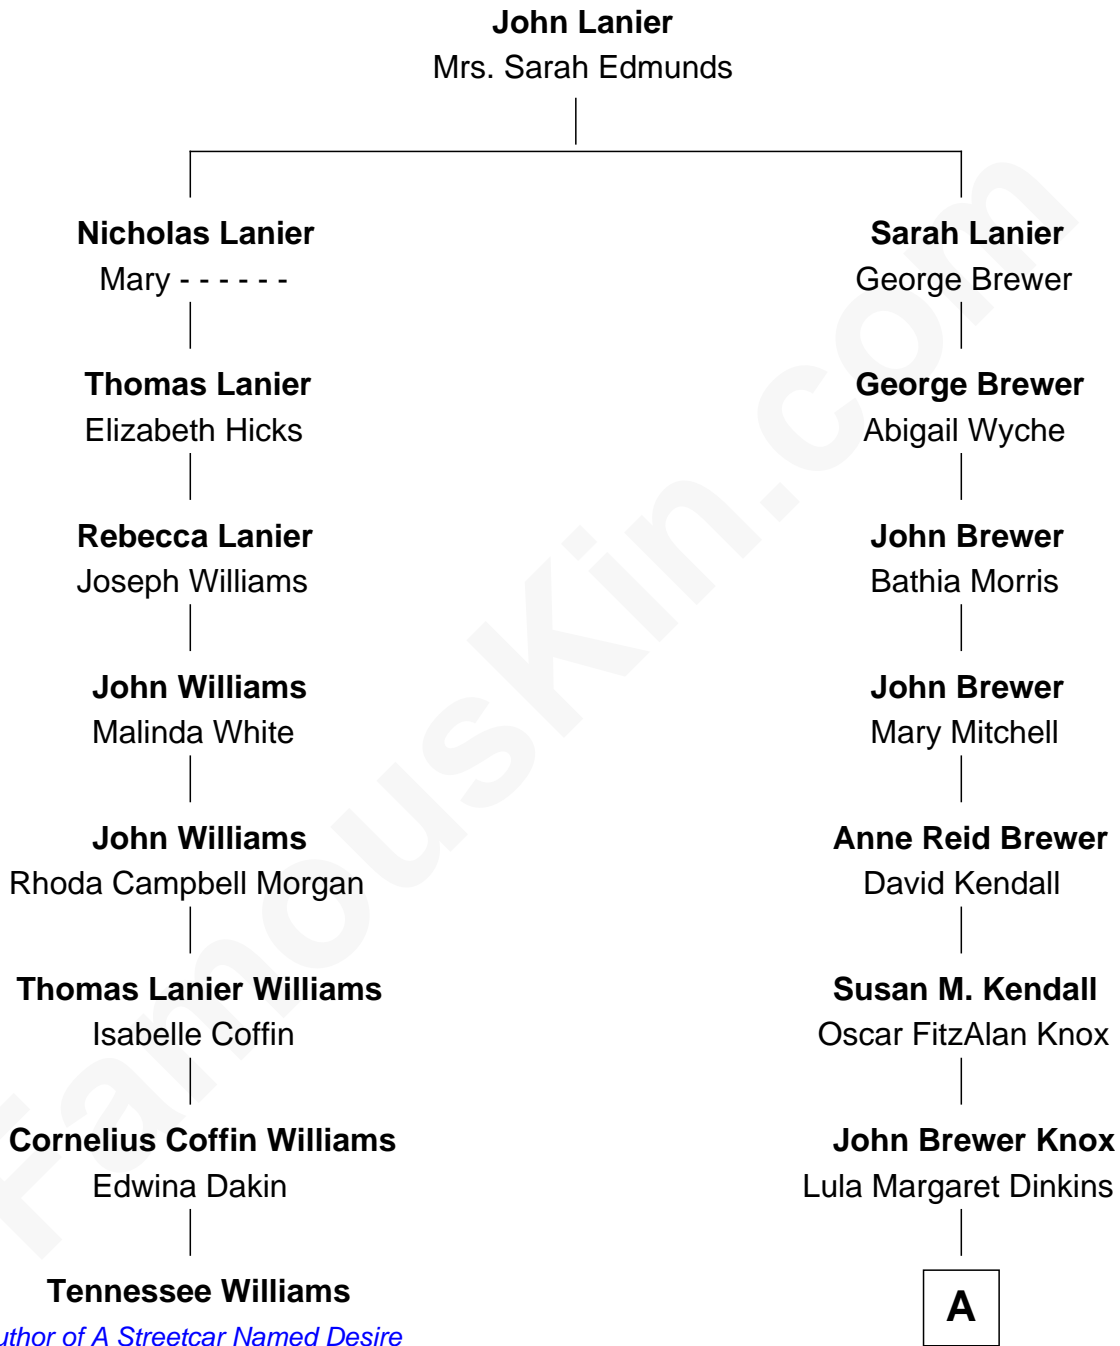 John Lanier
Mrs. Sarah Edmunds
Nicholas Lanier
Mary - - - - - -
Sarah Lanier
George Brewer
Thomas Lanier
Elizabeth Hicks
George Brewer
Abigail Wyche
Rebecca Lanier
Joseph Williams
John Brewer
Bathia Morris
John Williams
Malinda White
John Brewer
Mary Mitchell
John Williams
Rhoda Campbell Morgan
Anne Reid Brewer
David Kendall
Thomas Lanier Williams
Isabelle Coffin
Susan M. Kendall
Oscar FitzAlan Knox
Cornelius Coffin Williams
Edwina Dakin
John Brewer Knox
Lula Margaret Dinkins
Tennessee Williams
uthor of A Streetcar Named Desire
A
FamousKin.com